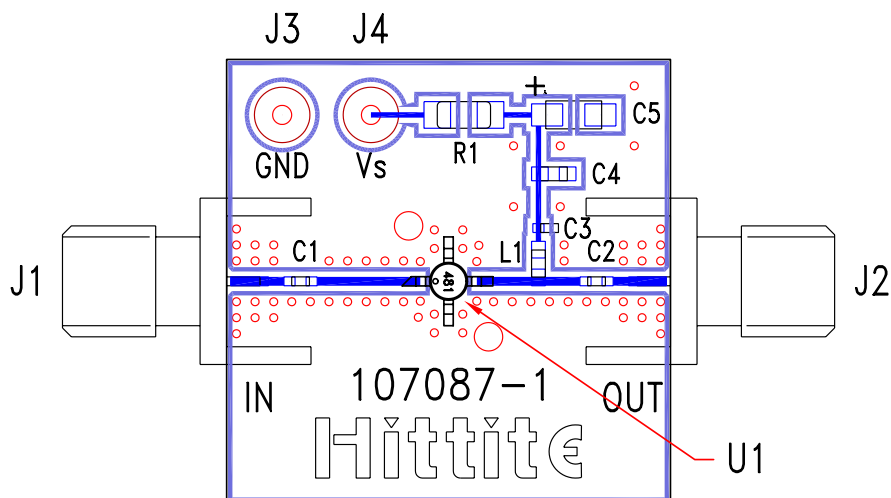 J3 J4
+
C5
GND Vs R1
C4
C3
C1 L1 C2
J1 481 J2
107087-1
IN OUT
Hittite
U1